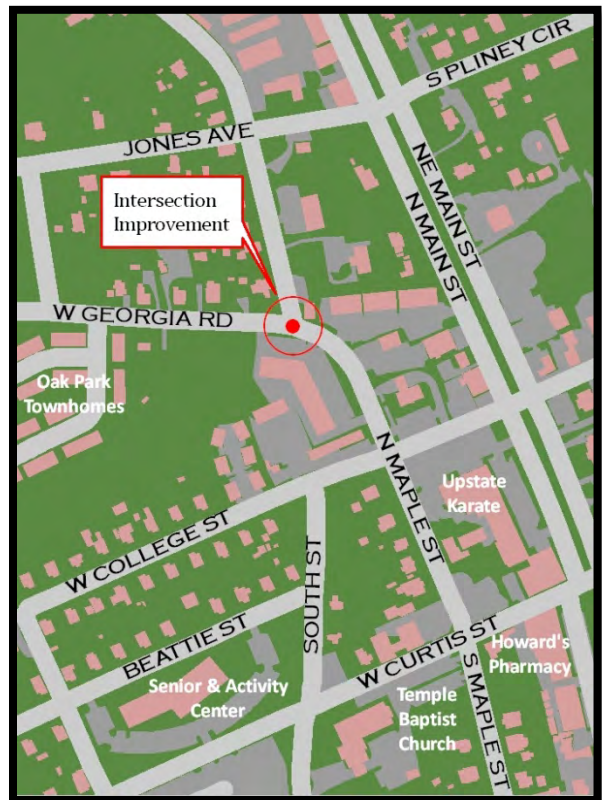 S PLINEY CIR
JONES AVE
NE MAIN ST
N MAIN ST
Intersection
Improvement
W GEORGIA RD
Oak Park
Townhomes
N MAPLE ST
Upstate
Karate
W COLLEGE ST
SOUTH ST
BEATTIE ST
W CURTIS ST
Howard's
Pharmacy
Senior & Activity
Center
Temple
Baptist
Church
S MAPLE ST